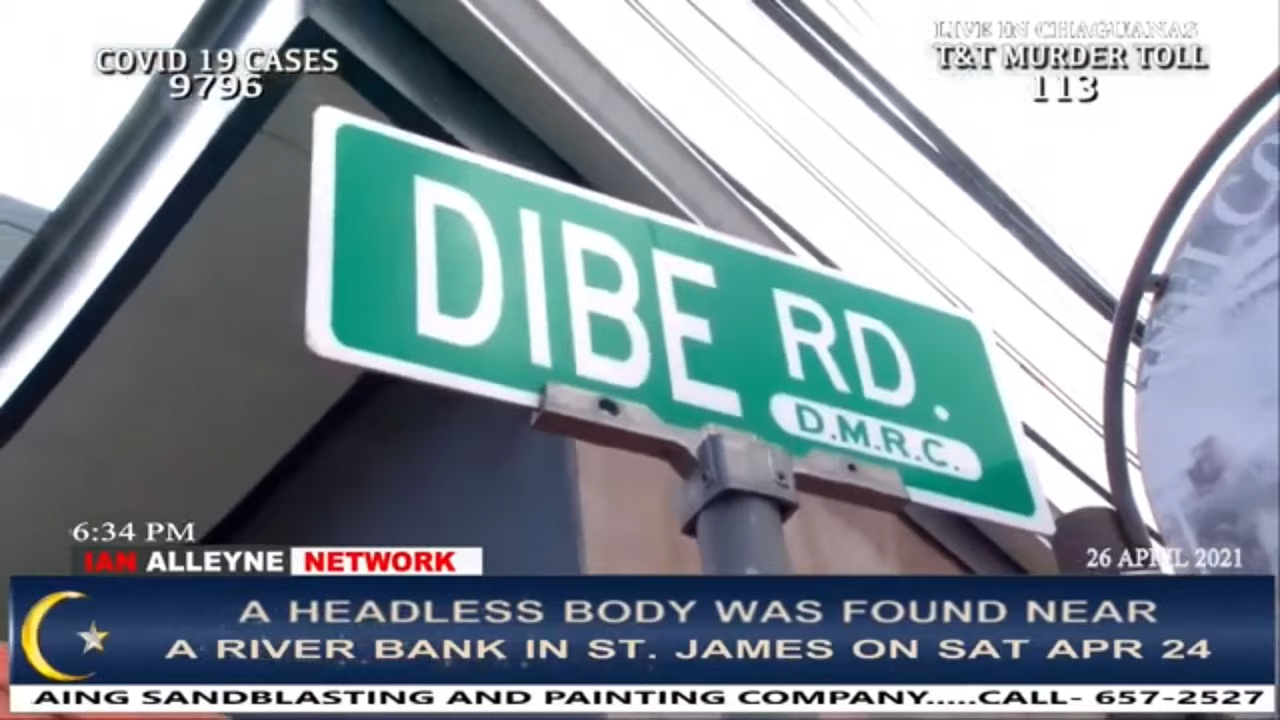 COVID 19 CASES
9796
LIVE IN CHAGUANAS
T&T MURDER TOLL
113
DIBE RD.
D.M.R.C.
6:34 PM
IAN ALLEYNE NETWORK
26 APRIL 2021
A HEADLESS BODY WAS FOUND NEAR
A RIVER BANK IN ST. JAMES ON SAT APR 24
AING SANDBLASTING AND PAINTING COMPANY.....CALL- 657-2527